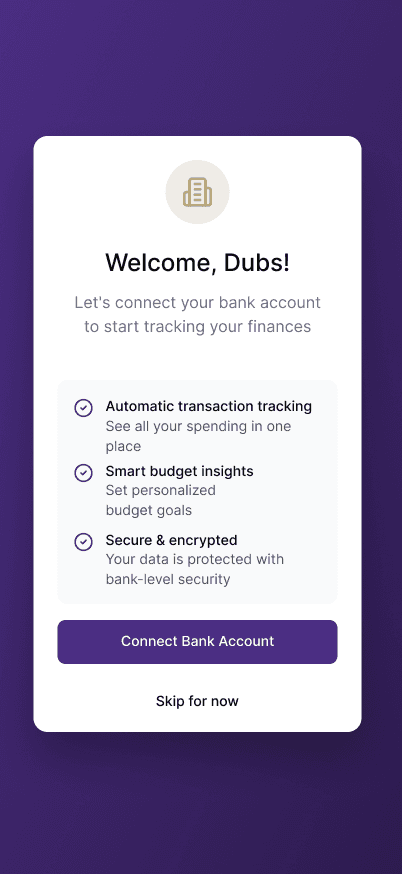 Welcome, Dubs!
Let's connect your bank account
to start tracking your finances
Automatic transaction tracking
See all your spending in one
place
Smart budget insights
Set personalized
budget goals
Secure & encrypted
Your data is protected with
bank-level security
Connect Bank Account
Skip for now